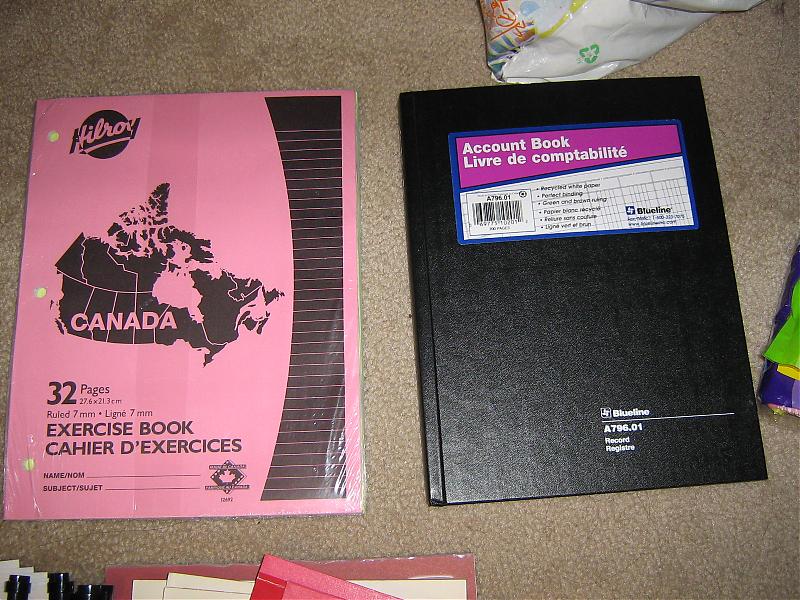 Hilroy
CANADA
32 Pages
27.6 x 21.3 cm
Ruled 7 mm • Ligné 7 mm
EXERCISE BOOK
CAHIER D'EXERCICES
NAME/NOM
SUBJECT/SUJET
12692
Account Book
Livre de comptabilité
A796.01
• Recycled white paper
• Perfect binding
• Green and brown ruling
• Papier blanc recyclé
• Reliure sans couture
• Ligné vert et brun
Blueline
Blueline
A796.01
Record
Registre